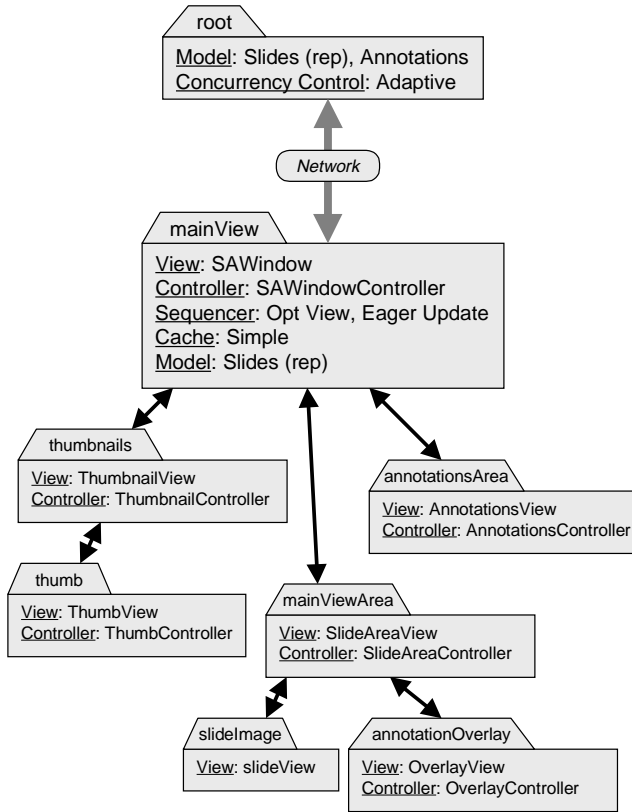 root
Model: Slides (rep), Annotations
Concurrency Control: Adaptive
Network
mainView
View: SAWindow
Controller: SAWindowController
Sequencer: Opt View, Eager Update
Cache: Simple
Model: Slides (rep)
thumbnails
View: ThumbnailView
Controller: ThumbnailController
annotationsArea
View: AnnotationsView
Controller: AnnotationsController
thumb
View: ThumbView
Controller: ThumbController
mainViewArea
View: SlideAreaView
Controller: SlideAreaController
slideImage
View: slideView
annotationOverlay
View: OverlayView
Controller: OverlayController